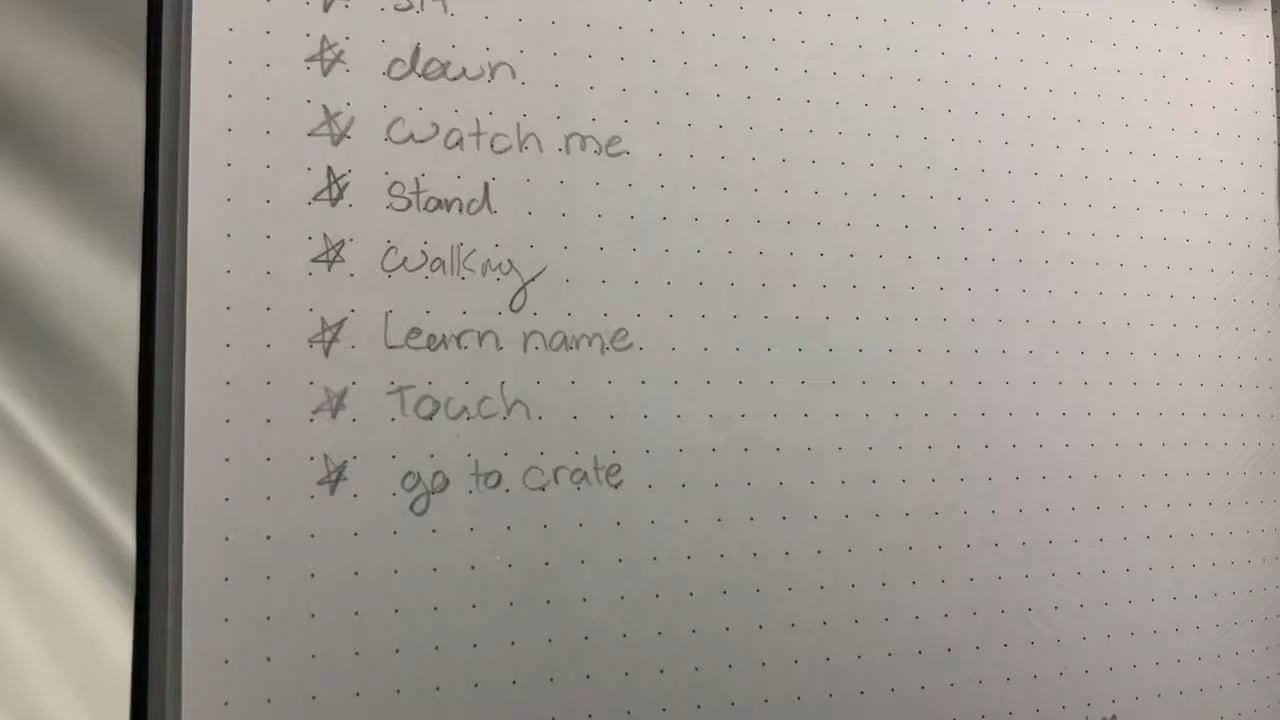 down
watch me
Stand
walking
Learn name
Touch
go to crate